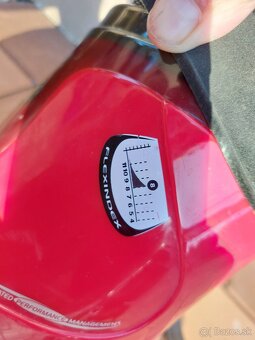 FLEXINDEX
11 10 9 8 7 6 5 4
8
PERFORMANCE MANAGEMENT
© Bazos.sk